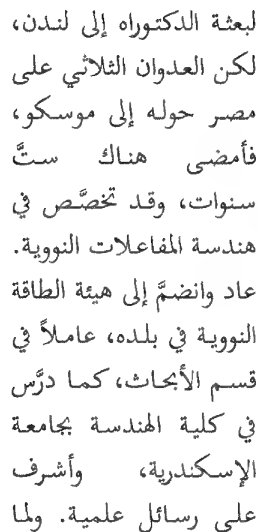 لبعثة الدكتوراه إلى لندن،
لكن العدوان الثلاثي على
مصر حوله إلى موسكو،
فأمضى هناك ستَّ
سنوات، وقد تخصَّص في
هندسة المفاعلات النووية.
عاد وانضمَّ إلى هيئة الطاقة
النووية في بلده، عاملاً في
قسم الأبحاث، كما درَّس
في كلية الهندسة بجامعة
الإسكندرية، وأشرف
على رسائل علمية. ولما